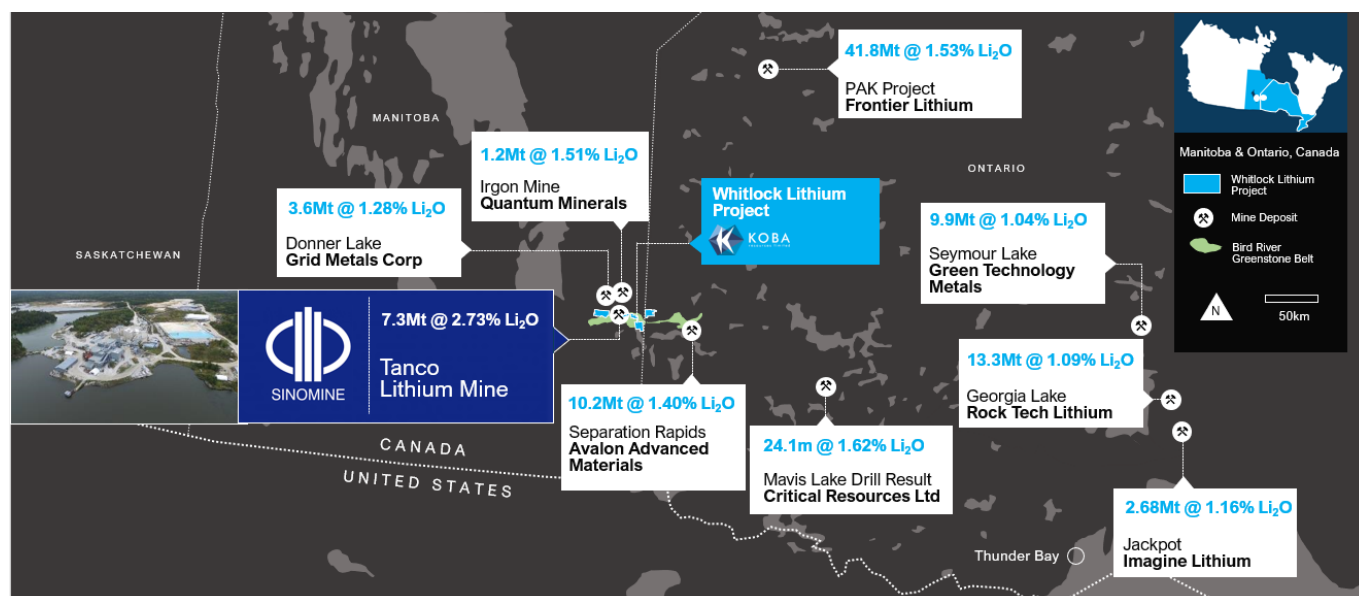 41.8Mt @ 1.53% Li₂O
PAK Project
Frontier Lithium
MANITOBA
1.2Mt @ 1.51% Li₂O
Irgon Mine
Quantum Minerals
ONTARIO
Manitoba & Ontario, Canada
Whitlock Lithium
Project
Mine Deposit
Bird River
Greenstone Belt
N
50km
3.6Mt @ 1.28% Li₂O
Donner Lake
Grid Metals Corp
Whitlock Lithium
Project
KOBA
9.9Mt @ 1.04% Li₂O
Seymour Lake
Green Technology
Metals
SASKATCHEWAN
SINOMINE
7.3Mt @ 2.73% Li₂O
Tanco
Lithium Mine
13.3Mt @ 1.09% Li₂O
Georgia Lake
Rock Tech Lithium
10.2Mt @ 1.40% Li₂O
Separation Rapids
Avalon Advanced
Materials
24.1m @ 1.62% Li₂O
Mavis Lake Drill Result
Critical Resources Ltd
CANADA
UNITED STATES
2.68Mt @ 1.16% Li₂O
Jackpot
Imagine Lithium
Thunder Bay